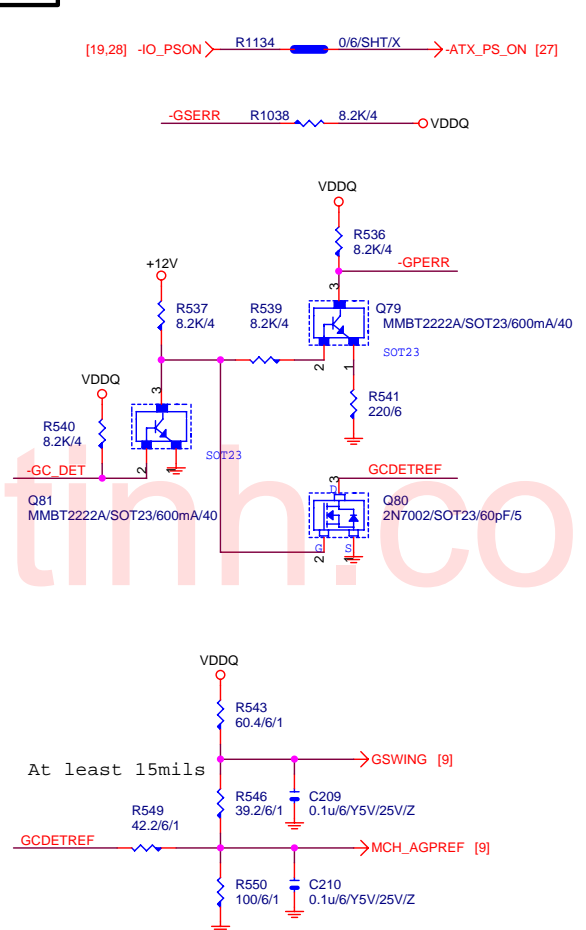 [19,28] -IO_PSON R1134 0/6/SHT/X -ATX_PS_ON [27]
-GSERR R1038 8.2K/4 VDDQ
VDDQ
R536
8.2K/4
-GPERR
+12V
R537
8.2K/4
R539
8.2K/4
3
Q79
MMBT2222A/SOT23/600mA/40
SOT23
2
1
R541
220/6
VDDQ
R540
8.2K/4
3
SOT23
-GC_DET
2
1
Q81
MMBT2222A/SOT23/600mA/40
GCDETREF
3
D
Q80
2N7002/SOT23/60pF/5
G
S
2
1
tinh.co
VDDQ
R543
60.4/6/1
GSWING [9]
At least 15mils
R546
39.2/6/1
C209
0.1u/6/Y5V/25V/Z
R549
42.2/6/1
GCDETREF
MCH_AGPREF [9]
R550
100/6/1
C210
0.1u/6/Y5V/25V/Z